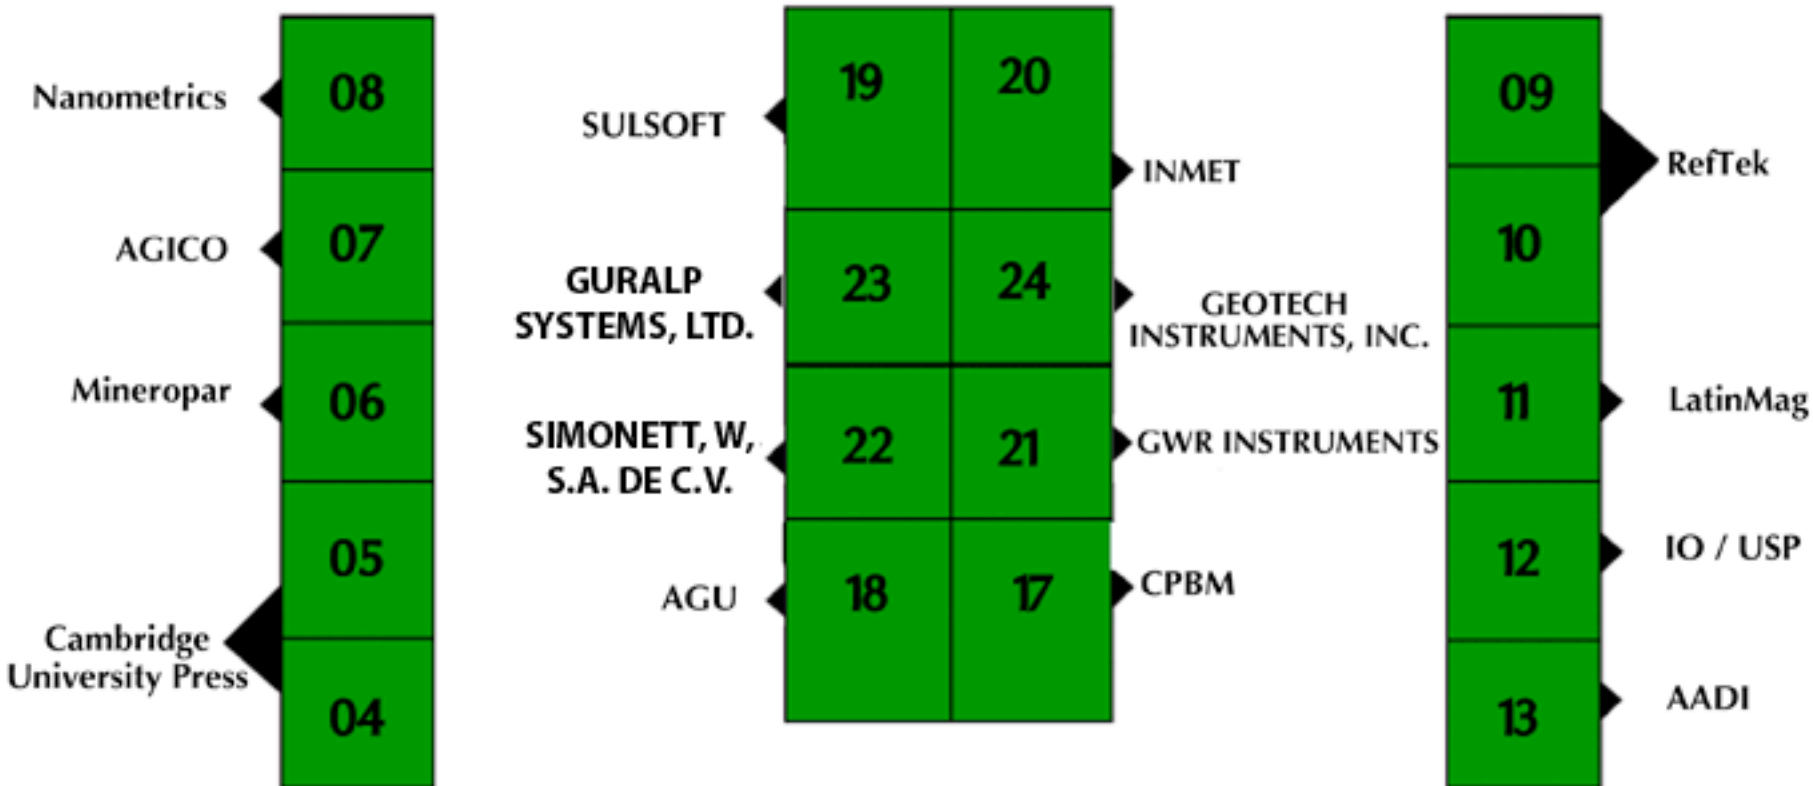 Nanometrics
08
AGICO
07
Mineropar
06
05
Cambridge
University Press
04
19
20
SULSOFT
INMET
GURALP
SYSTEMS, LTD.
23
24
GEOTECH
INSTRUMENTS, INC.
SIMONETT, W,
S.A. DE C.V.
22
21
GWR INSTRUMENTS
AGU
18
17
CPBM
09
RefTek
10
11
LatinMag
12
IO / USP
13
AADI